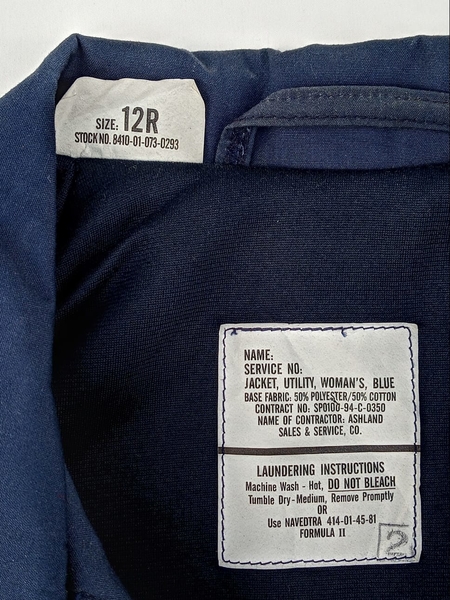 SIZE: 12R
STOCK NO. 8410-01-073-0293
NAME:
SERVICE NO:
JACKET, UTILITY, WOMAN'S, BLUE
BASE FABRIC: 50% POLYESTER/50% COTTON
CONTRACT NO: SPO100-94-C-0350
NAME OF CONTRACTOR: ASHLAND
SALES & SERVICE, CO.
LAUNDERING INSTRUCTIONS
Machine Wash - Hot, DO NOT BLEACH
Tumble Dry-Medium, Remove Promptly
OR
Use NAVEDTRA 414-01-45-81
FORMULA II
2